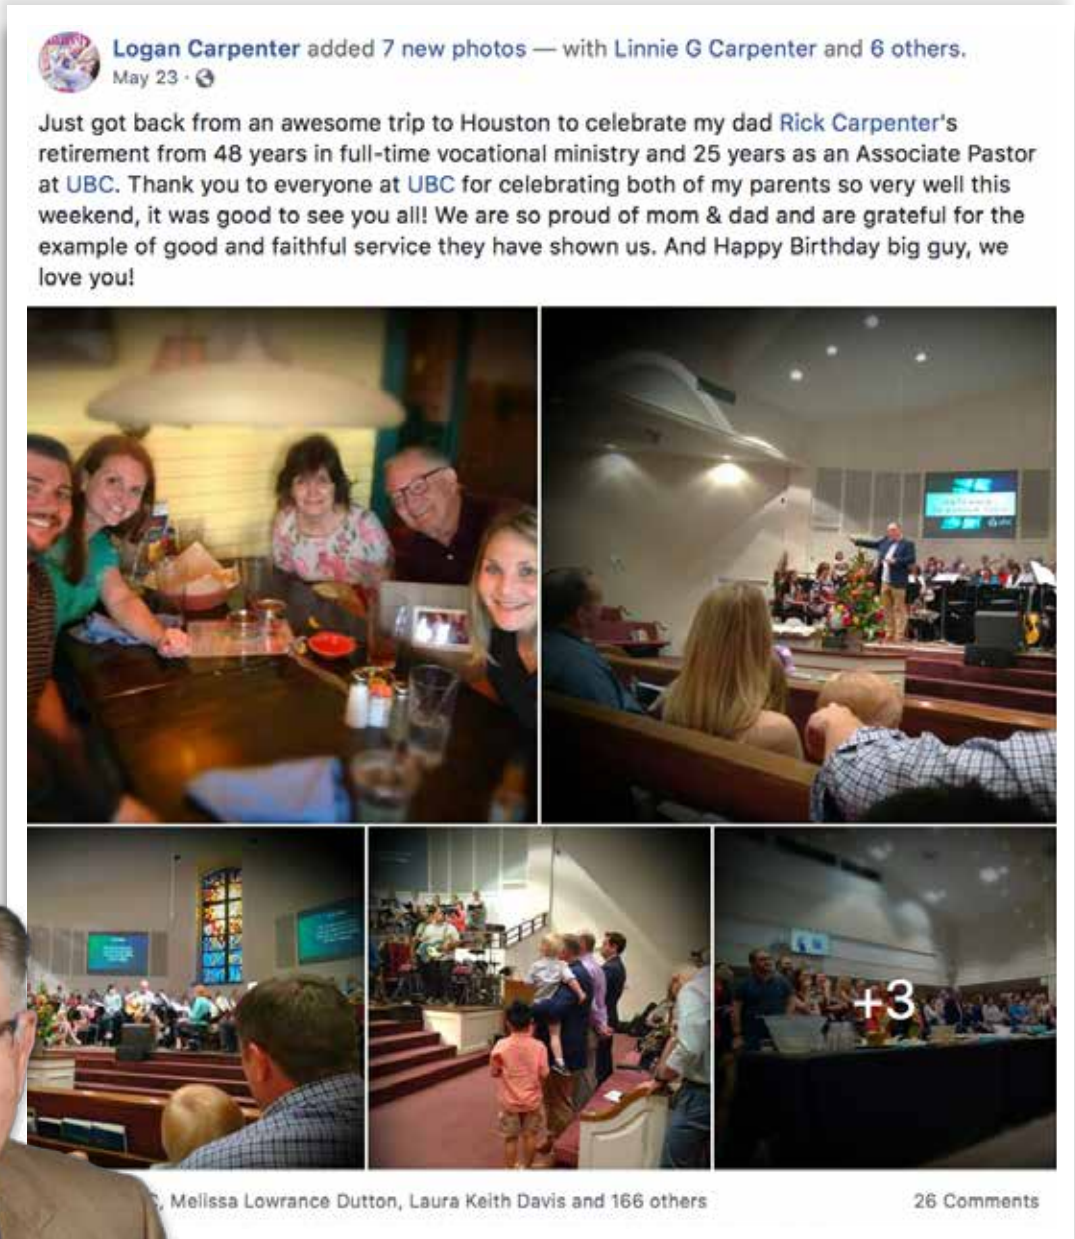 Logan Carpenter added 7 new photos — with Linnie G Carpenter and 6 others.
May 23 ·
Just got back from an awesome trip to Houston to celebrate my dad Rick Carpenter's
retirement from 48 years in full-time vocational ministry and 25 years as an Associate Pastor
at UBC. Thank you to everyone at UBC for celebrating both of my parents so very well this
weekend, it was good to see you all! We are so proud of mom & dad and are grateful for the
example of good and faithful service they have shown us. And Happy Birthday big guy, we
love you!
+3
, Melissa Lowrance Dutton, Laura Keith Davis and 166 others
26 Comments